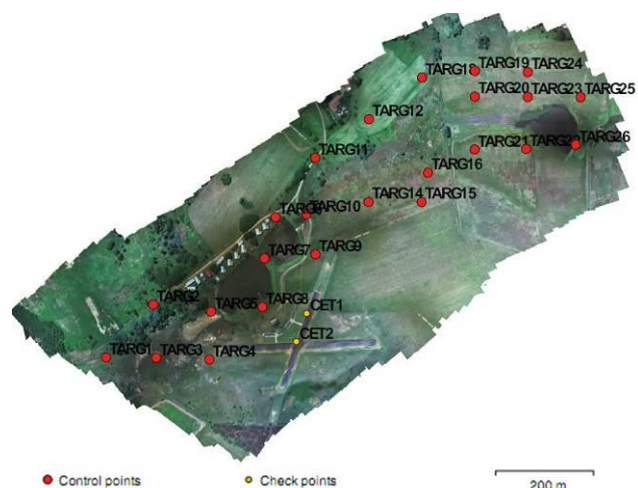 TARG18
TARG19
TARG24
TARG20
TARG23
TARG25
TARG12
TARG11
TARG21
TARG26
TARG16
TARG10
TARG14
TARG15
TARG7
TARG9
TARG2
TARG5
TARG8
CET1
CET2
TARG1
TARG3
TARG4
Control points
Check points
200 m